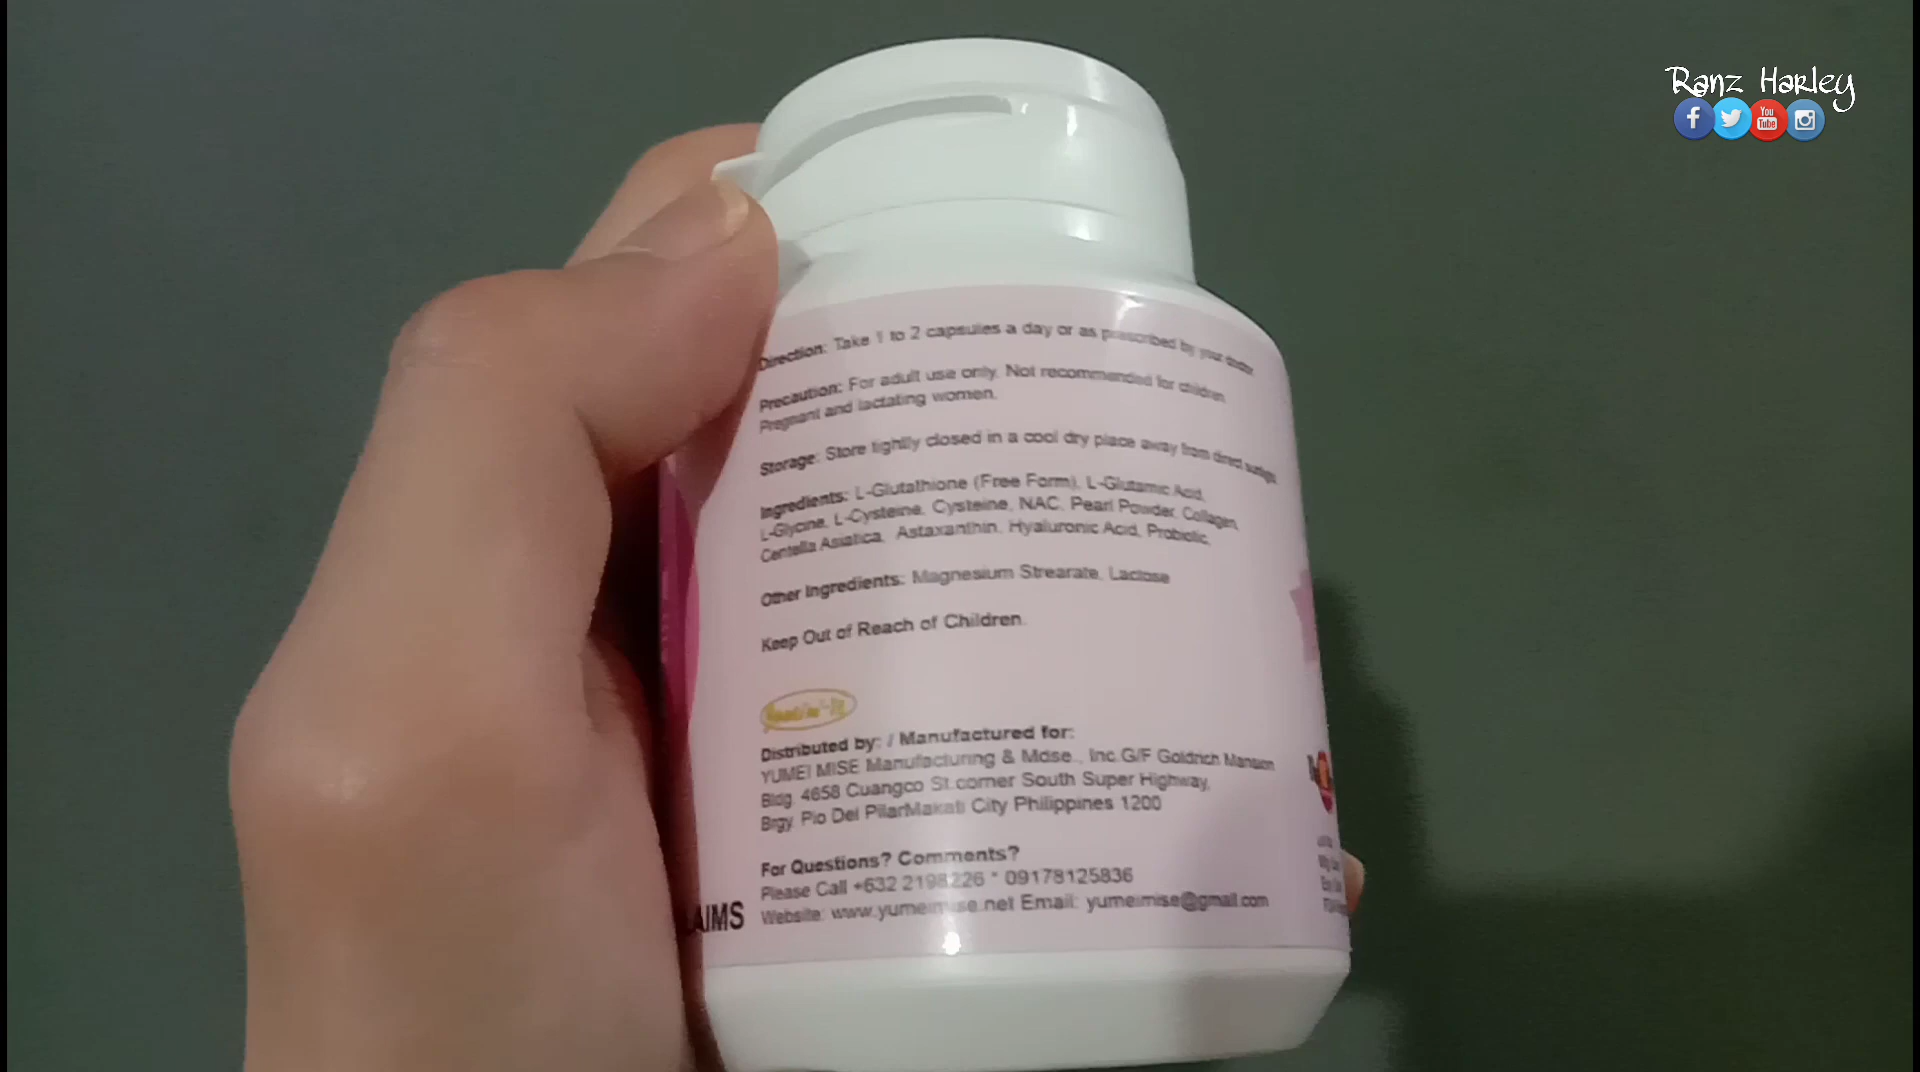 Ranz Harley
Direction: Take 1 to 2 capsules a day or as prescribed by your doctor.
Precaution: For adult use only. Not recommended for children,
Pregnant and lactating women.
Storage: Store tightly closed in a cool dry place away from direct sunlight
Ingredients: L-Glutathione (Free Form), L-Glutamic Acid,
L-Glycine, L-Cysteine, Cysteine, NAC, Pearl Powder, Collagen,
Centella Asiatica, Astaxanthin, Hyaluronic Acid, Probiotic,
Other Ingredients: Magnesium Strearate, Lactose
Keep Out of Reach of Children.
Distributed by: / Manufactured for:
YUMEI MISE Manufacturing & Mdse., Inc.G/F Goldrich Mansion
Bldg. 4658 Cuangco St.corner South Super Highway,
Brgy. Pio Del PilarMakati City Philippines 1200
For Questions? Comments?
Please Call +632 2198226 * 09178125836
Website: www.yumeimise.net Email: yumeimise@gmail.com
AIMS